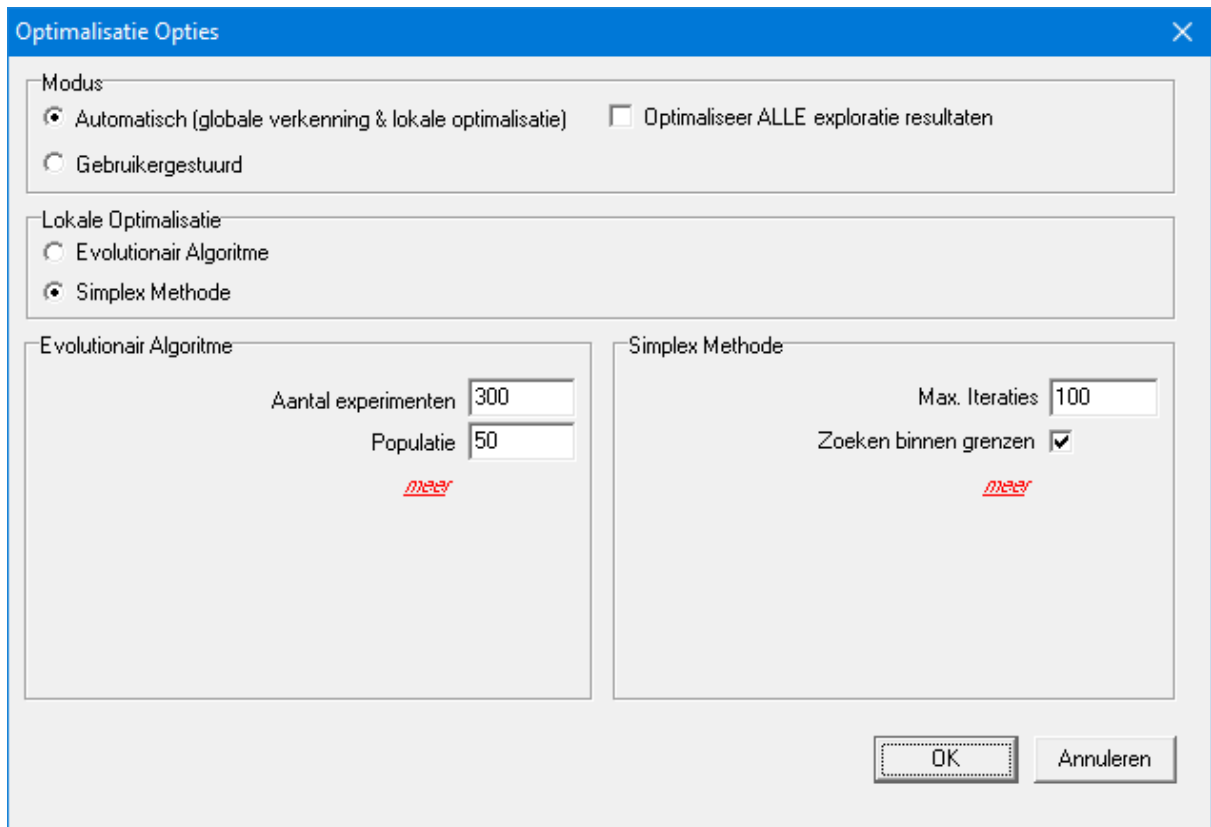 Optimalisatie Opties
Modus
Automatisch (globale verkenning & lokale optimalisatie)
Optimaliseer ALLE exploratie resultaten
Gebruikergestuurd
Lokale Optimalisatie
Evolutionair Algoritme
Simplex Methode
Evolutionair Algoritme
Aantal experimenten 300
Populatie 50
meer
Simplex Methode
Max. Iteraties 100
Zoeken binnen grenzen
meer
OK
Annuleren